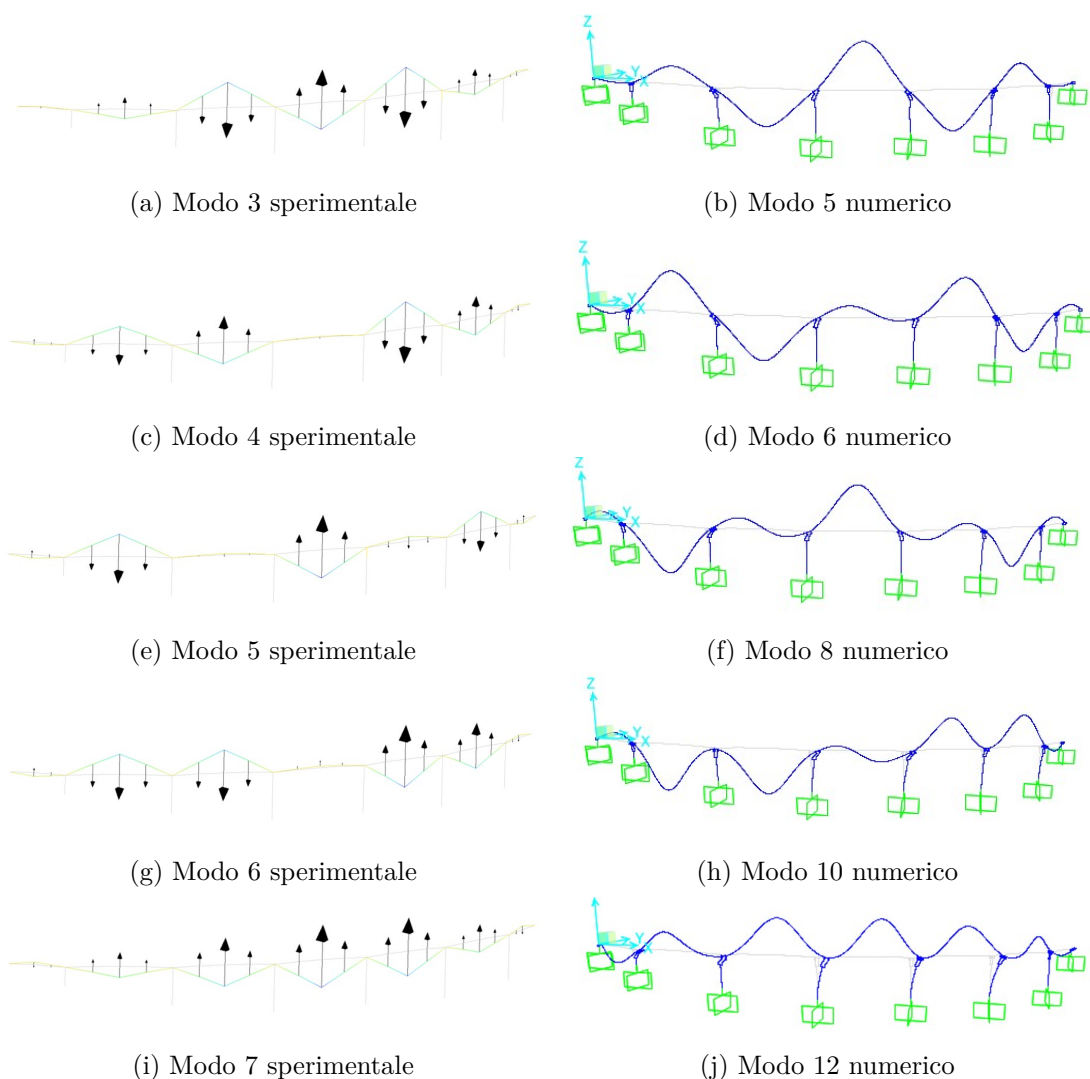 Z
Y
X
(a) Modo 3 sperimentale
(b) Modo 5 numerico
Z
Y
X
(c) Modo 4 sperimentale
(d) Modo 6 numerico
Z
Y
X
(e) Modo 5 sperimentale
(f) Modo 8 numerico
Z
Y
X
(g) Modo 6 sperimentale
(h) Modo 10 numerico
Y
X
(i) Modo 7 sperimentale
(j) Modo 12 numerico